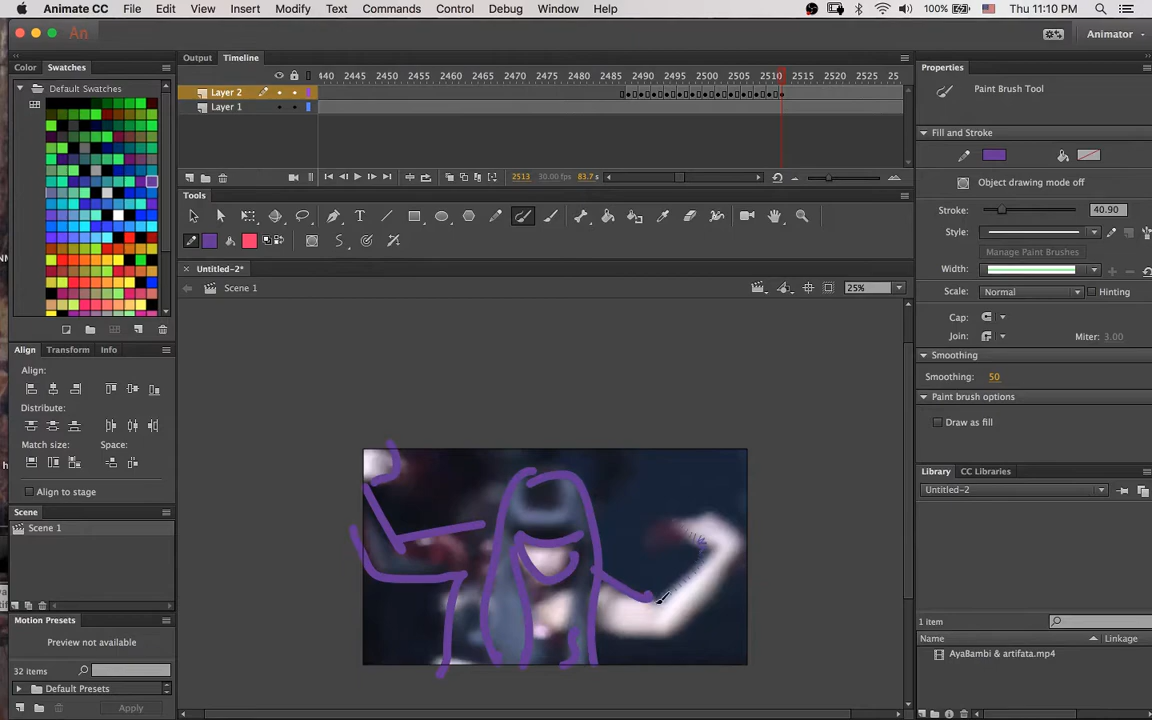 Animate CC File Edit View Insert Modify Text Commands Control Debug Window Help 100% Thu 11:10 PM
An Animator
Color Swatches Output Timeline Properties
Default Swatches 440 2445 2450 2455 2460 2465 2470 2475 2480 2485 2490 2495 2500 2505 2510 2515 2520 25
Layer 2 Paint Brush Tool
Layer 1
Fill and Stroke
2513 30.00 fps 83.7s
Object drawing mode off
Tools
Stroke: 40.90
Style:
Manage Paint Brushes
Untitled-2* Width:
Scene 1 25% Scale: Normal Hinting
Cap:
Join: Miter: 3.00
Align Transform Info Smoothing
Align: Smoothing: 50
Paint brush options
Distribute: Draw as fill
Match size: Space:
Library CC Libraries
Align to stage Untitled-2
Scene
Scene 1
Motion Presets 1 item
Preview not available Name Linkage
AyaBambi & artifata.mp4
32 items
Default Presets
Apply